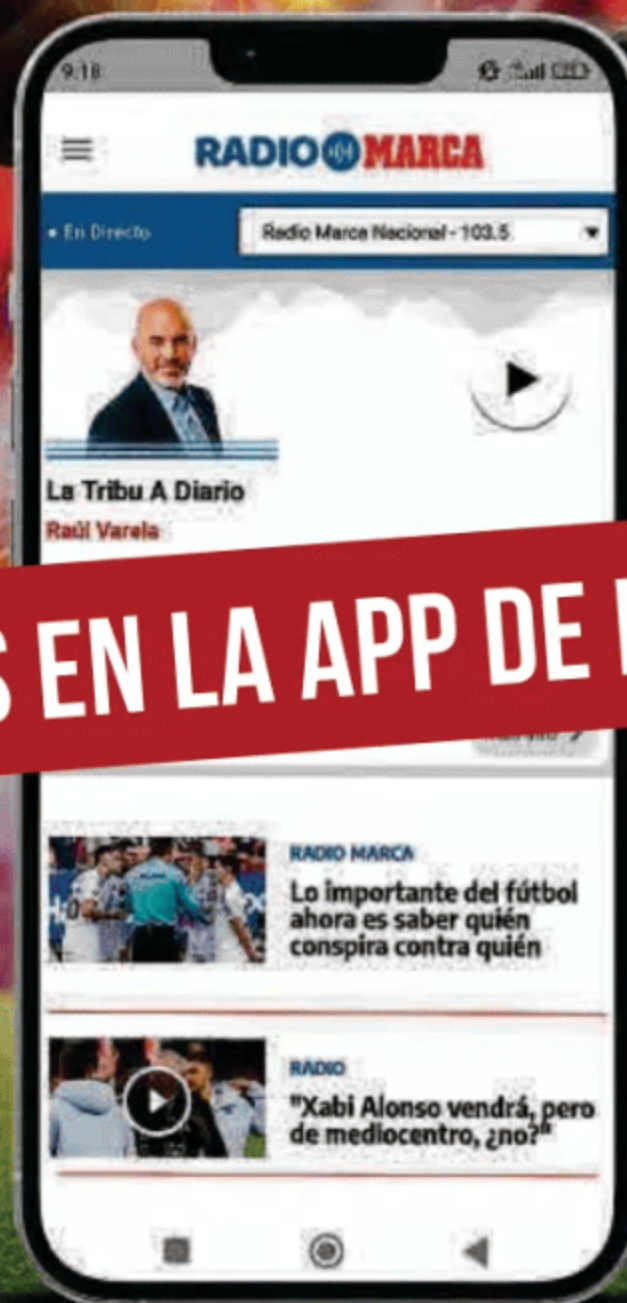 9:18
RADIO MARCA
En Directo
Radio Marca Nacional - 103.5
La Tribu A Diario
Raúl Varela
EN LA APP DE
RADIO MARCA
Lo importante del fútbol
ahora es saber quién
conspira contra quién
RADIO
"Xabi Alonso vendrá, pero
de mediocentro, ¿no?"